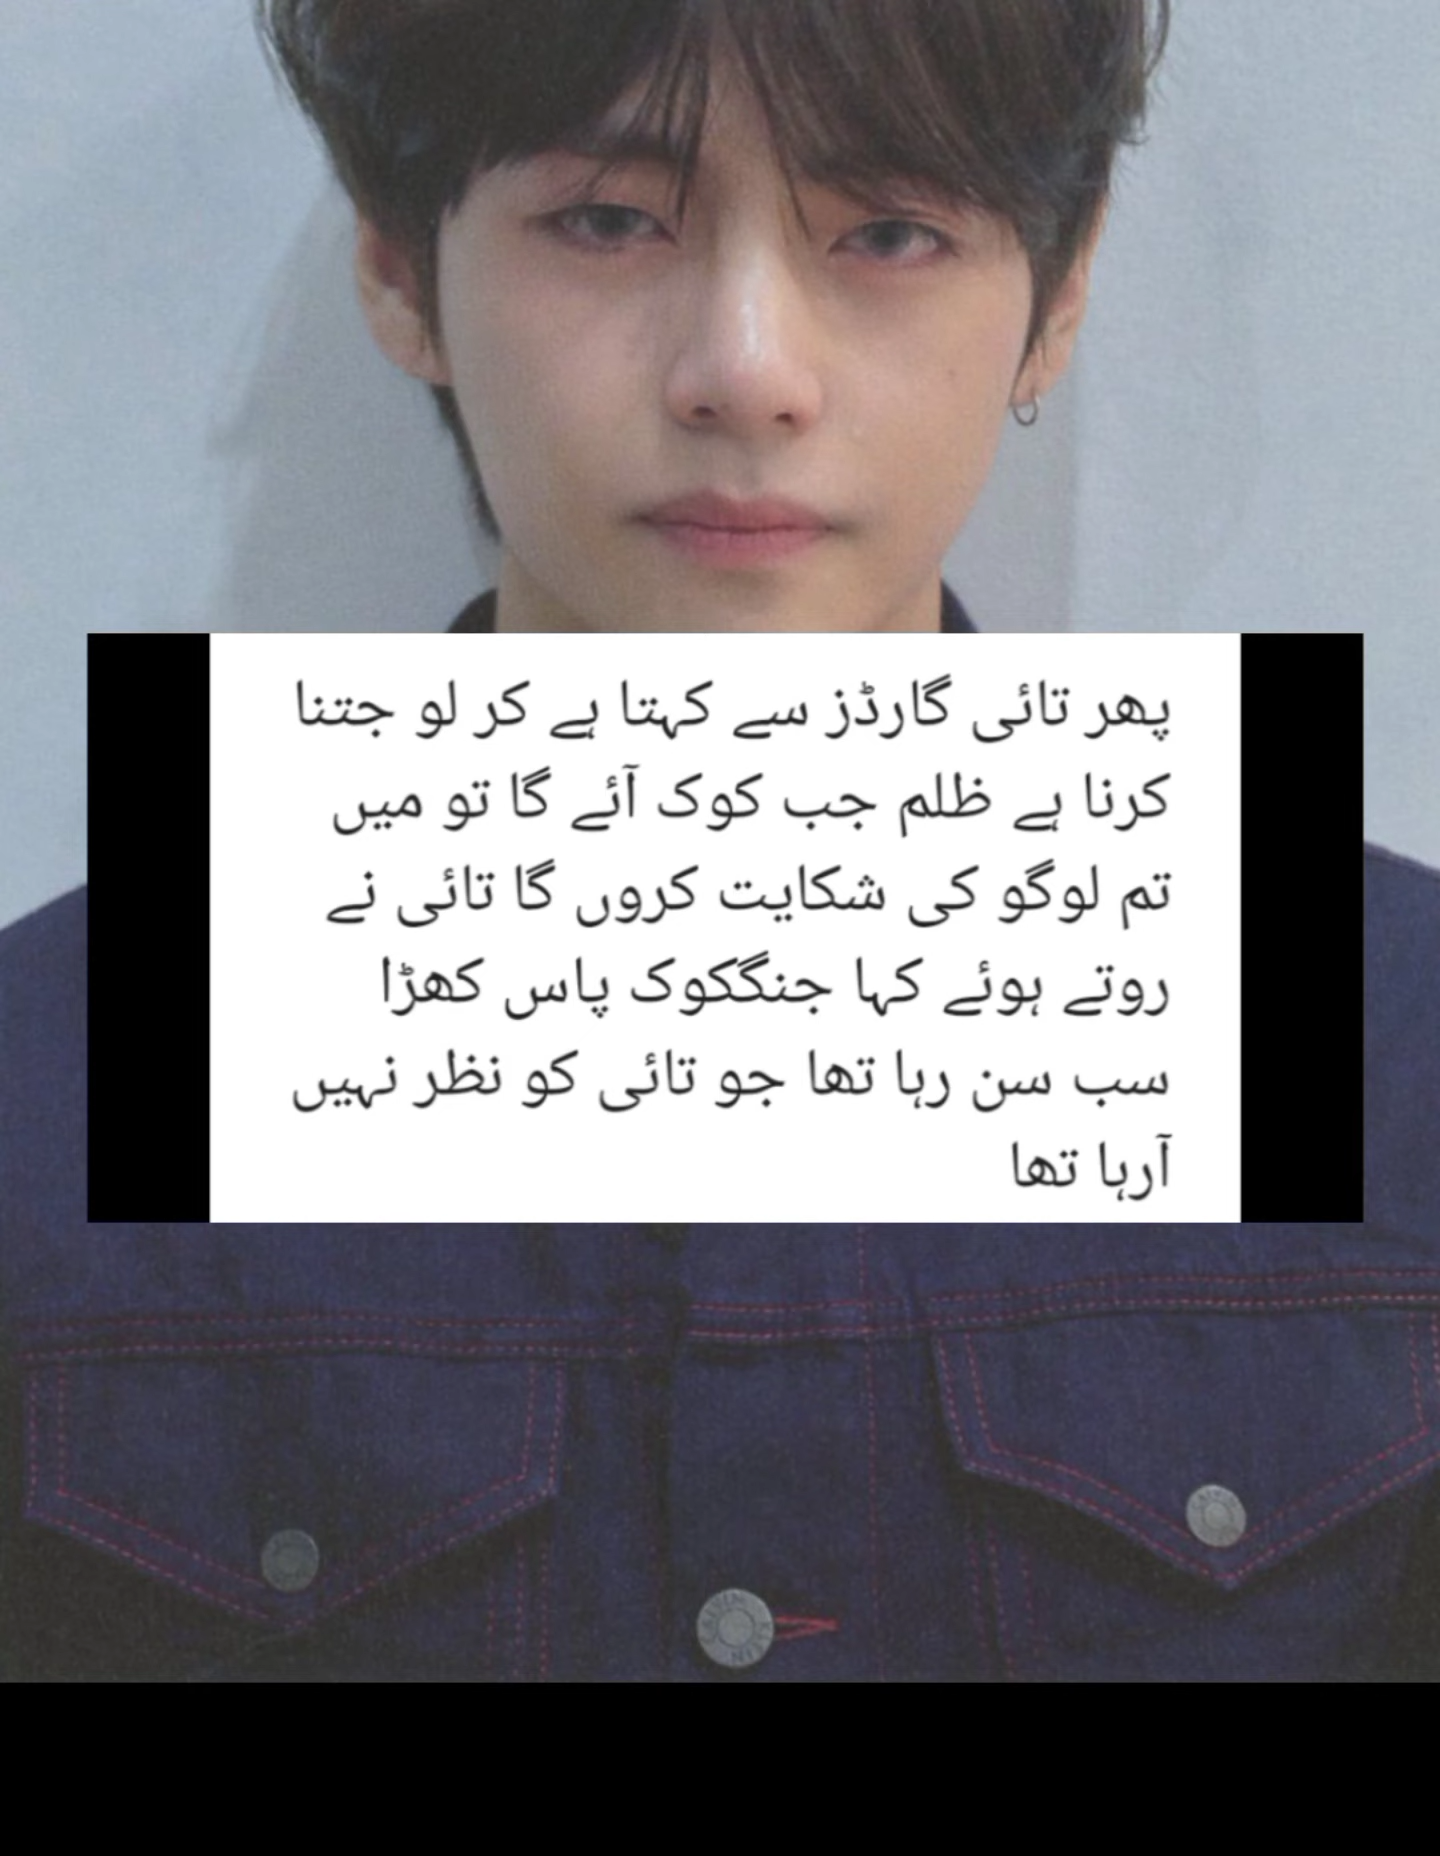 پھر تائی گارڈز سے کہتا ہے کر لو جتنا
کرنا ہے ظلم جب کوک آئے گا تو میں
تم لوگو کی شکایت کروں گا تائی نے
روتے ہوئے کہا جنگکوک پاس کھڑا
سب سن رہا تھا جو تائی کو نظر نہیں
آرہا تھا